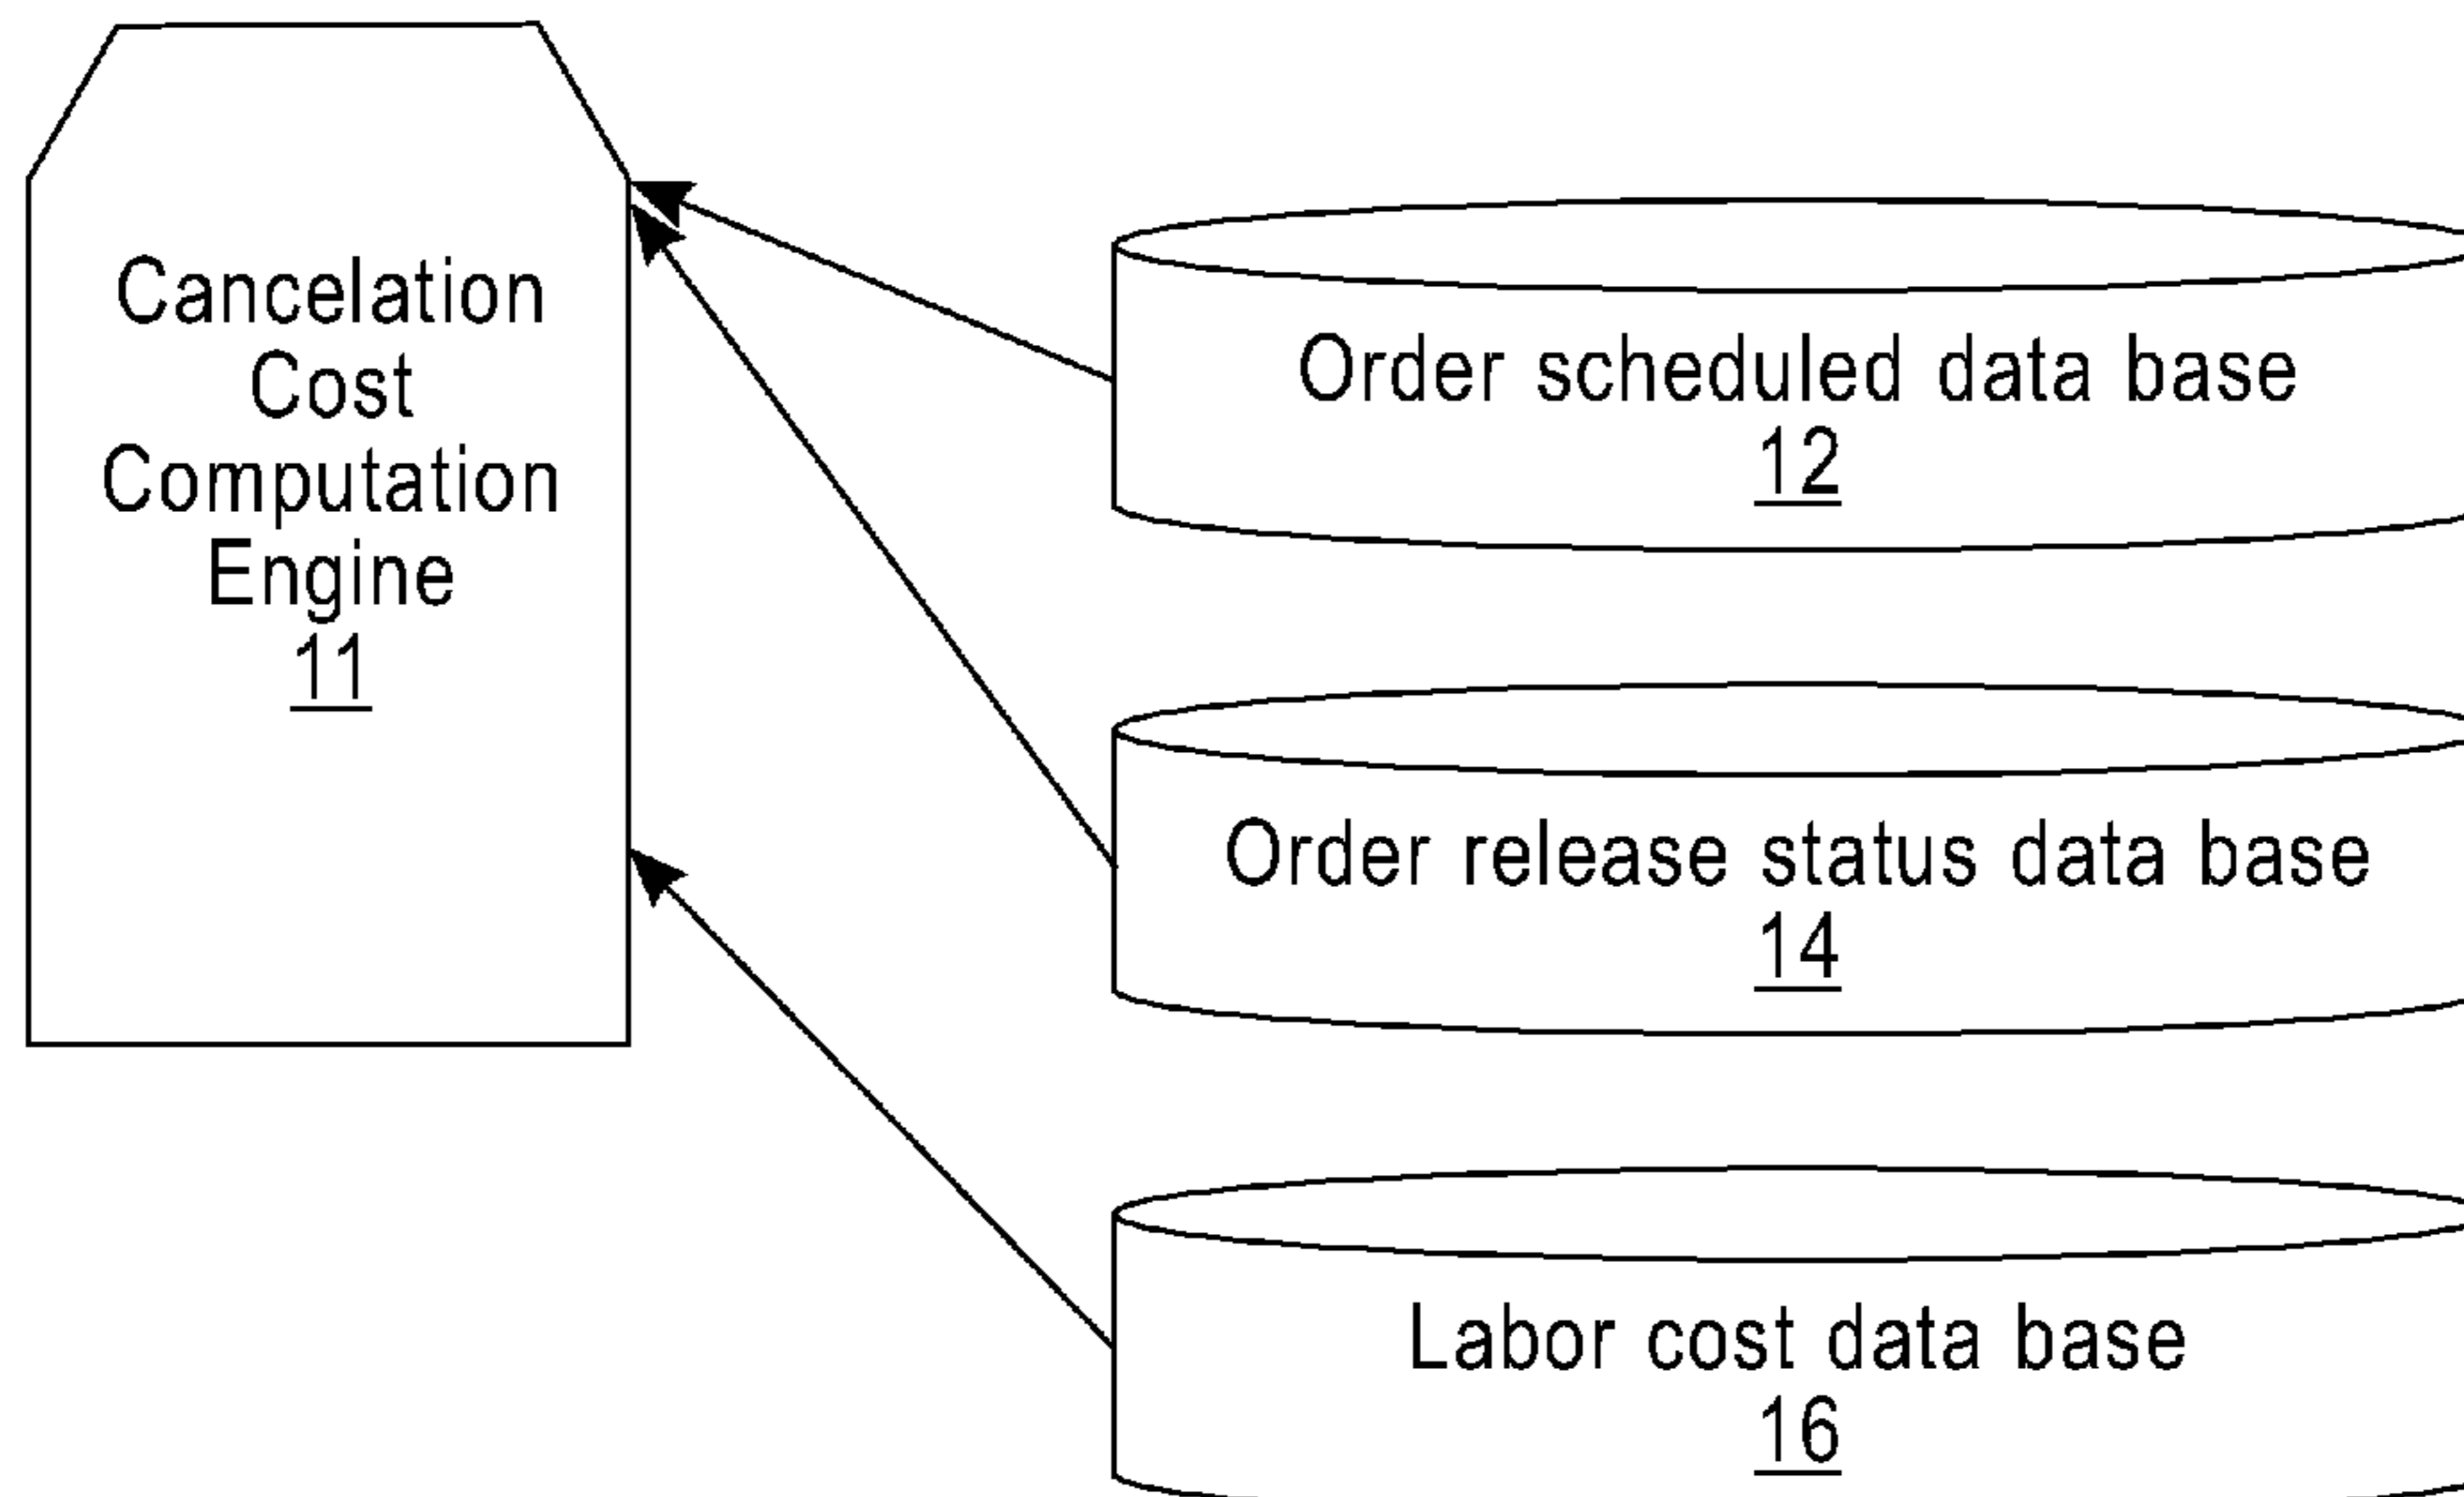 Cancelation
Cost
Computation
Engine
11
Order scheduled data base
12
Order release status data base
14
Labor cost data base
16